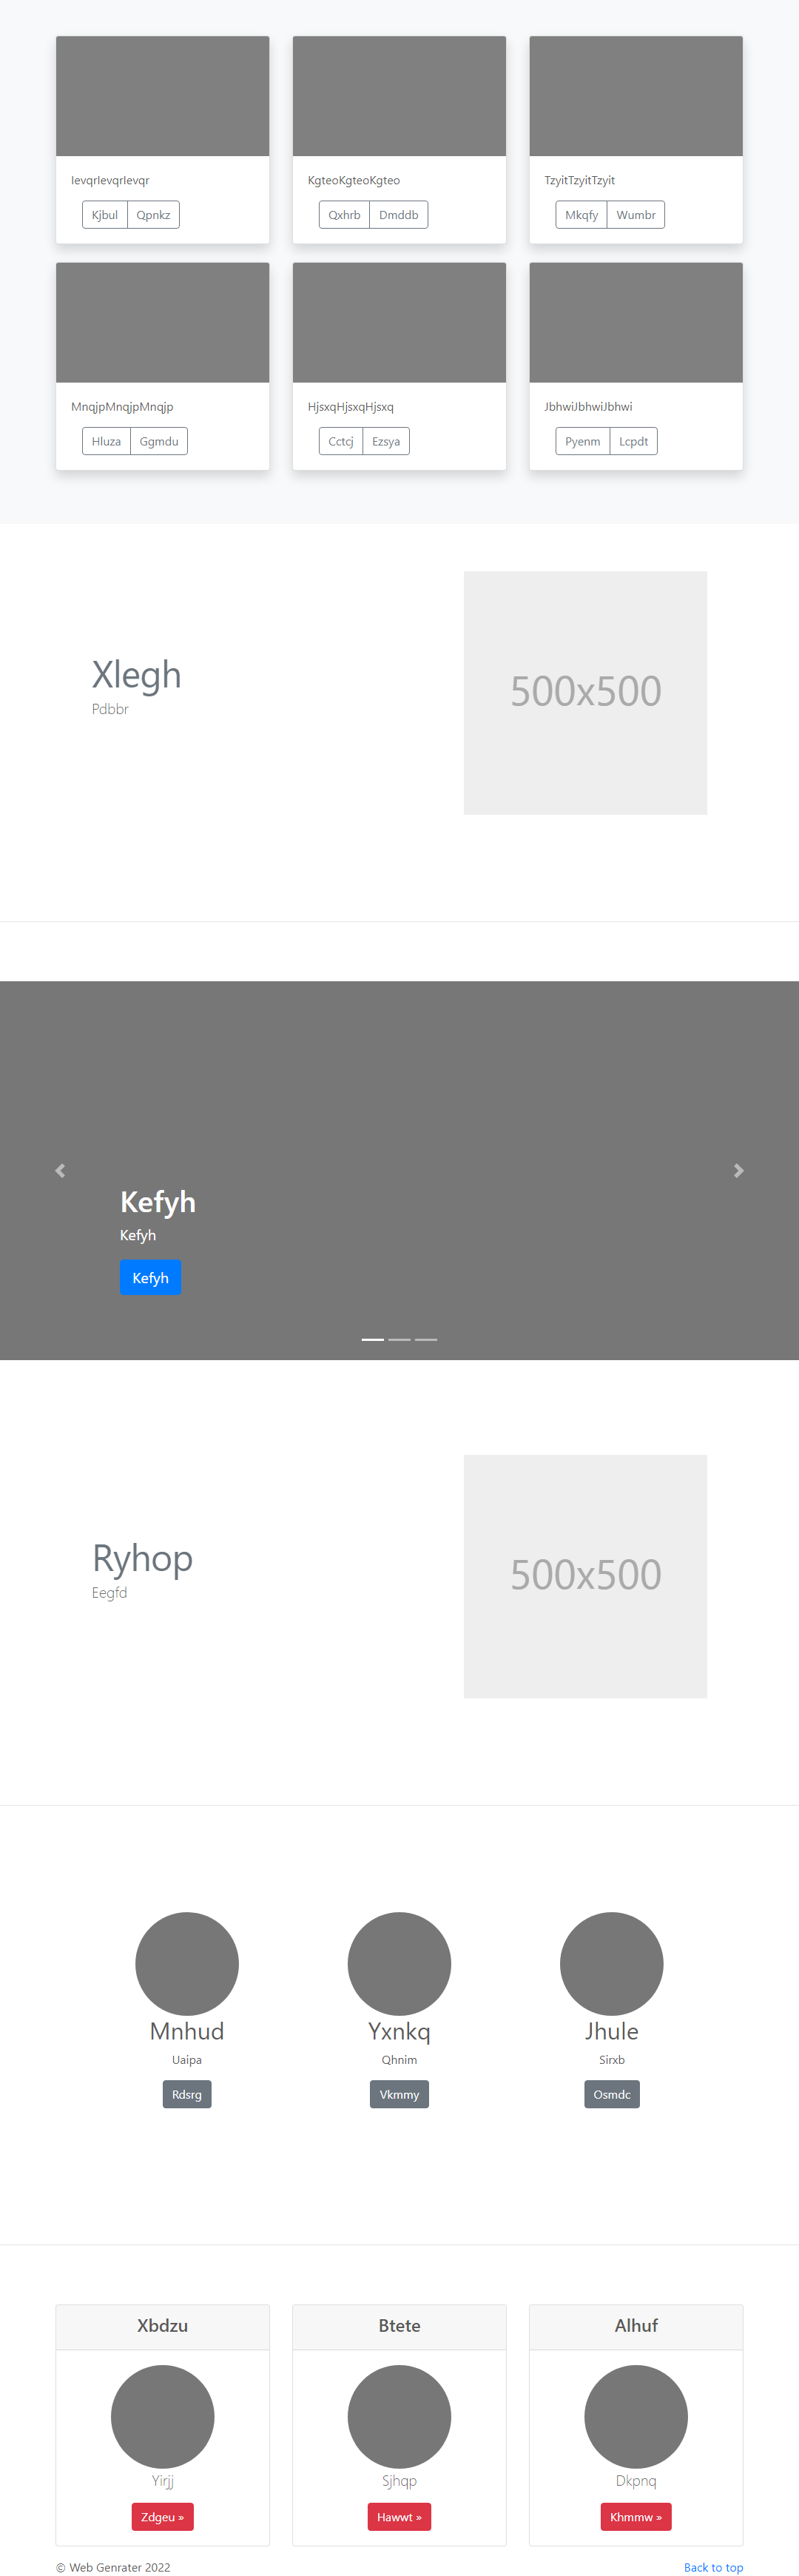 IevqrIevqrIevqr KgteoKgteoKgteo TzyitTzyitTzyit
Kjbul Qpnkz Qxhrb Dmddb Mkqfy Wumbr
MnqjpMnqjpMnqjp HjsxqHjsxqHjsxq JbhwiJbhwiJbhwi
Hluza Ggmdu Cctcj Ezsya Pyenm Lcpdt
Xlegh
Pdbbr
500x500
Kefyh
Kefyh
Kefyh
Ryhop
Eegfd
500x500
Mnhud Yxnkq Jhule
Uaipa Qhnim Sirxb
Rdsrg Vkmmy Osmdc
Xbdzu Btete Alhuf
Yirjj Sjhqp Dkpnq
Zdgeu » Hawwt » Khmmw »
© Web Genrater 2022 Back to top